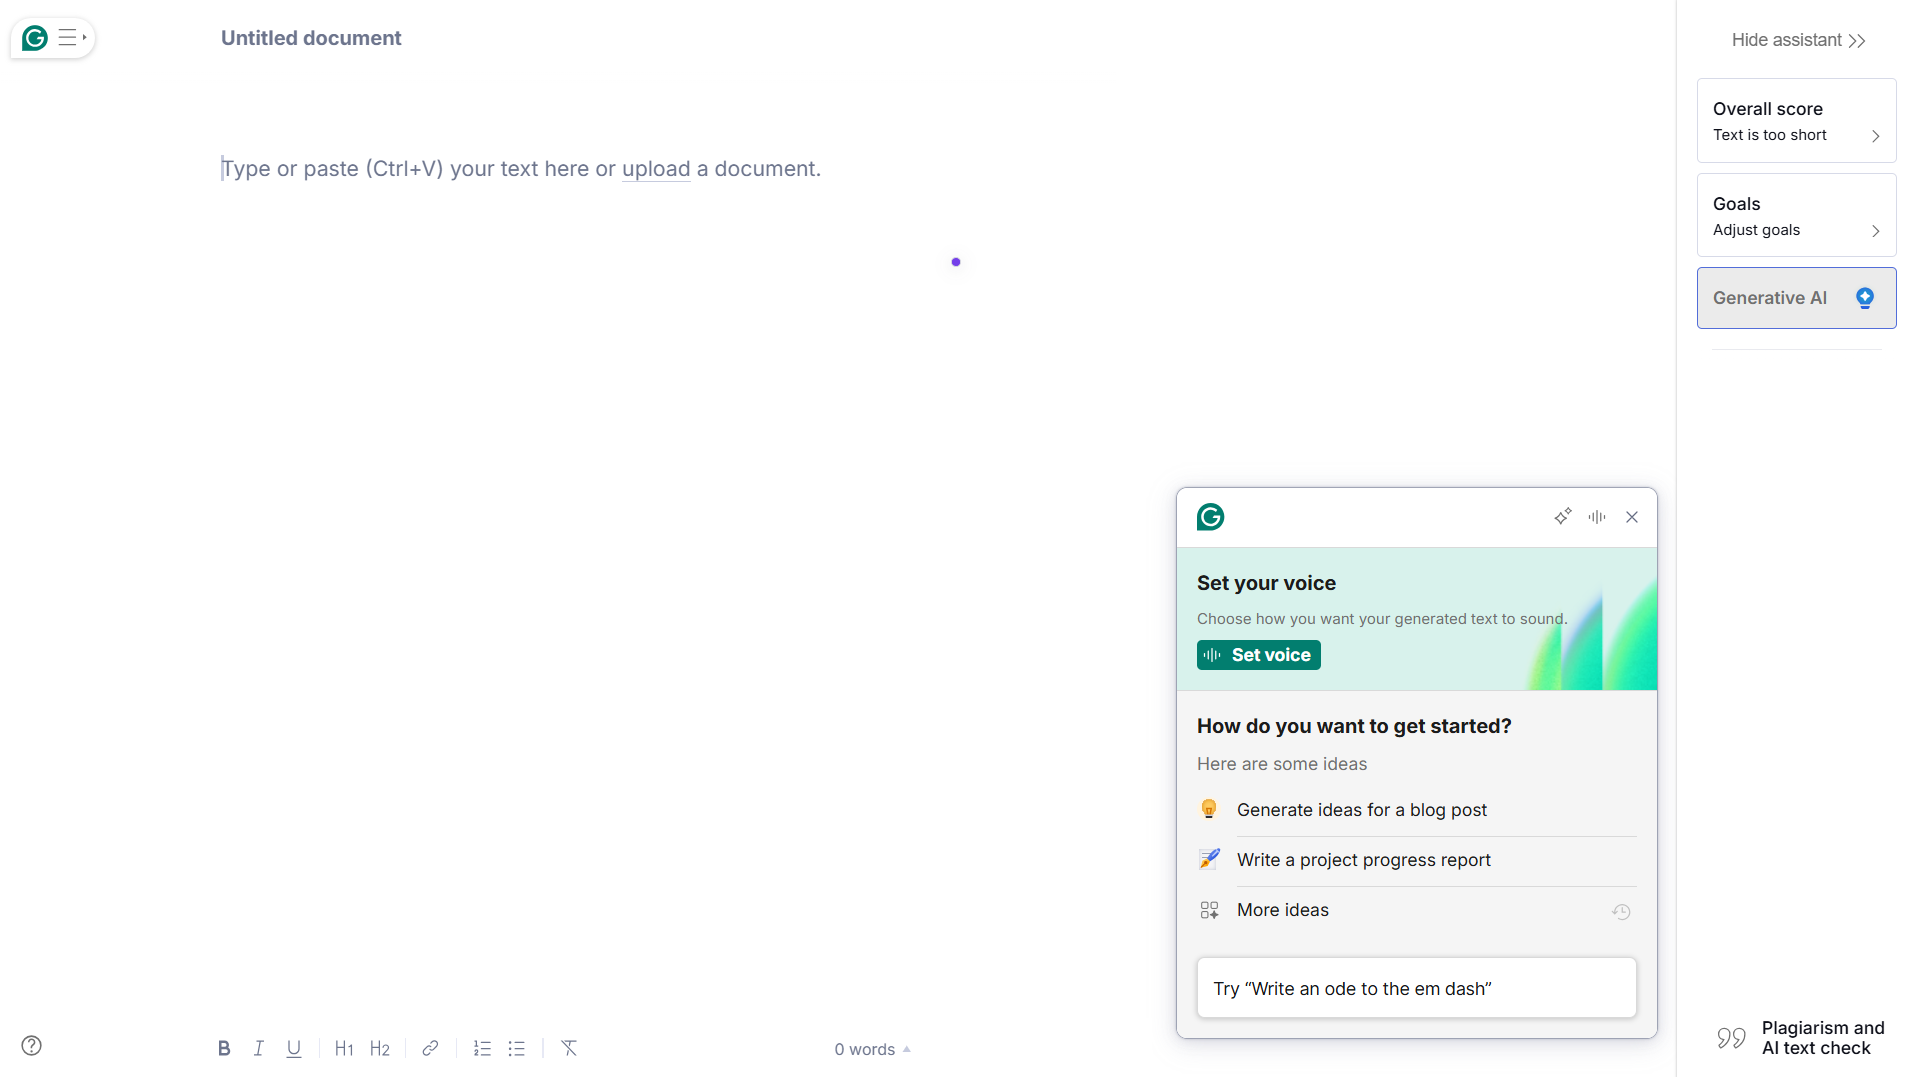 Untitled document
Hide assistant
Overall score
Text is too short
Type or paste (Ctrl+V) your text here or upload a document.
Goals
Adjust goals
Generative AI
Set your voice
Choose how you want your generated text to sound.
Set voice
How do you want to get started?
Here are some ideas
Generate ideas for a blog post
Write a project progress report
More ideas
Try “Write an ode to the em dash”
B I U H1 H2
0 words
Plagiarism and
AI text check